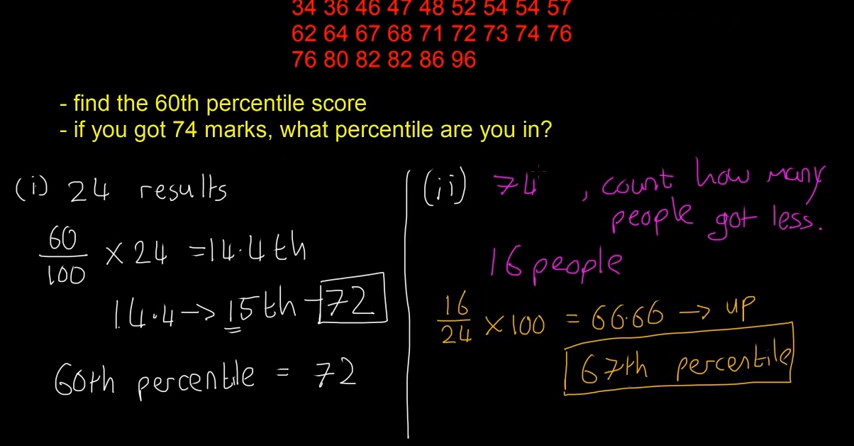 34 36 46 47 48 52 54 54 57
62 64 67 68 71 72 73 74 76
76 80 82 82 86 96
- find the 60th percentile score
- if you got 74 marks, what percentile are you in?
(i) 24 results
60/100 × 24 = 14.4th
14.4 → 15th - 72
60th percentile = 72
(ii) 74 , count how many
people got less.
16 people
16/24 × 100 = 66.66 → up
67th percentile